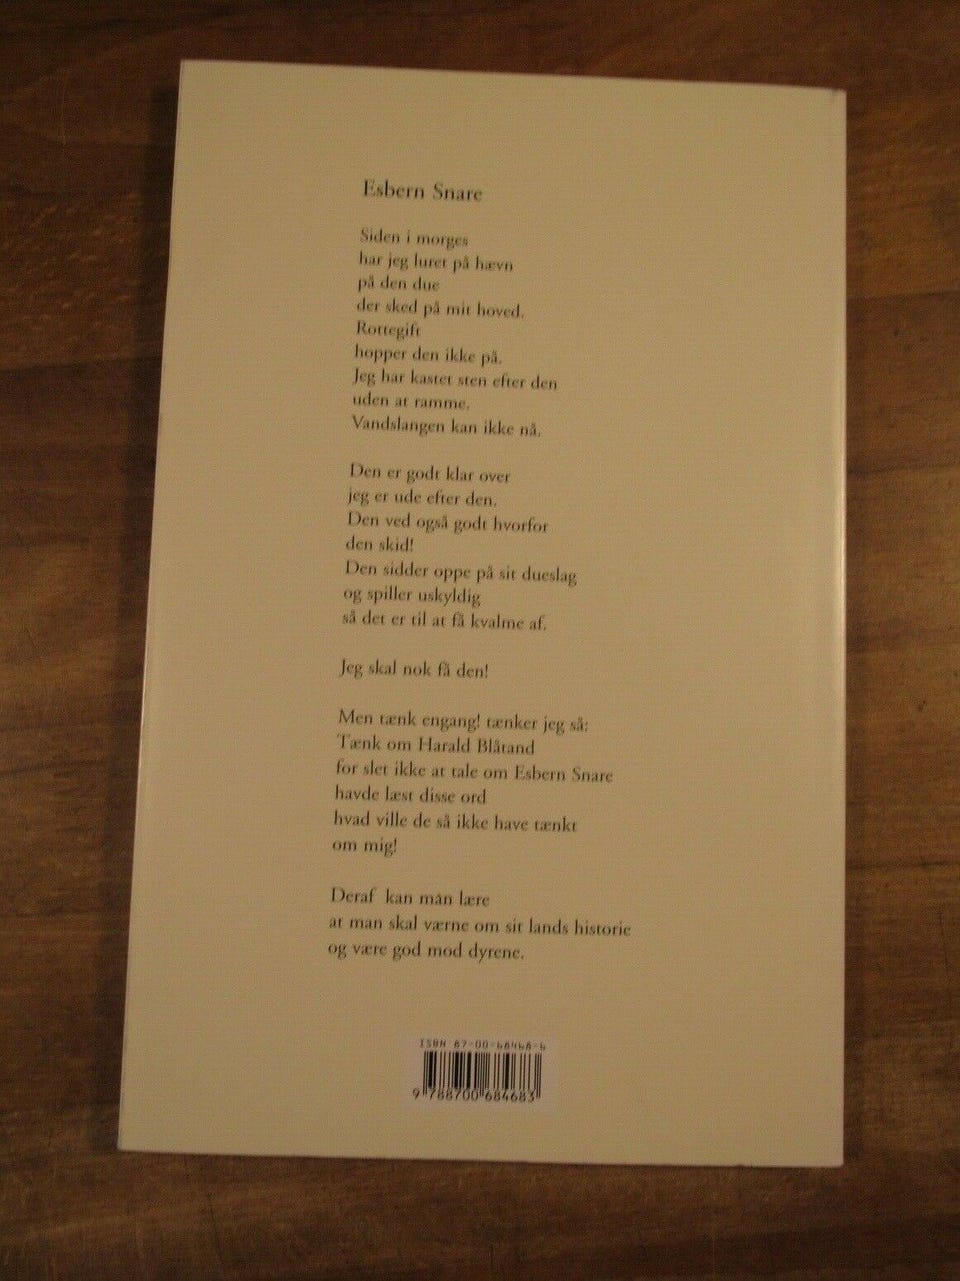 Esbern Snare
Siden i morges
har jeg luret på hævn
på den due
der sked på mit hoved.
Rottegift
hopper den ikke på.
Jeg har kastet sten efter den
uden at ramme.
Vandslangen kan ikke nå.
Den er godt klar over
jeg er ude efter den.
Den ved også godt hvorfor
den skid!
Den sidder oppe på sit dueslag
og spiller uskyldig
så det er til at få kvalme af.
Jeg skal nok få den!
Men tænk engang! tænker jeg så:
Tænk om Harald Blåtand
for slet ikke at tale om Esbern Snare
havde læst disse ord
hvad ville de så ikke have tænkt
om mig!
Deraf kan man lære
at man skal værne om sit lands historie
og være god mod dyrene.
ISBN 87-00-68468-6
9 788700 684683